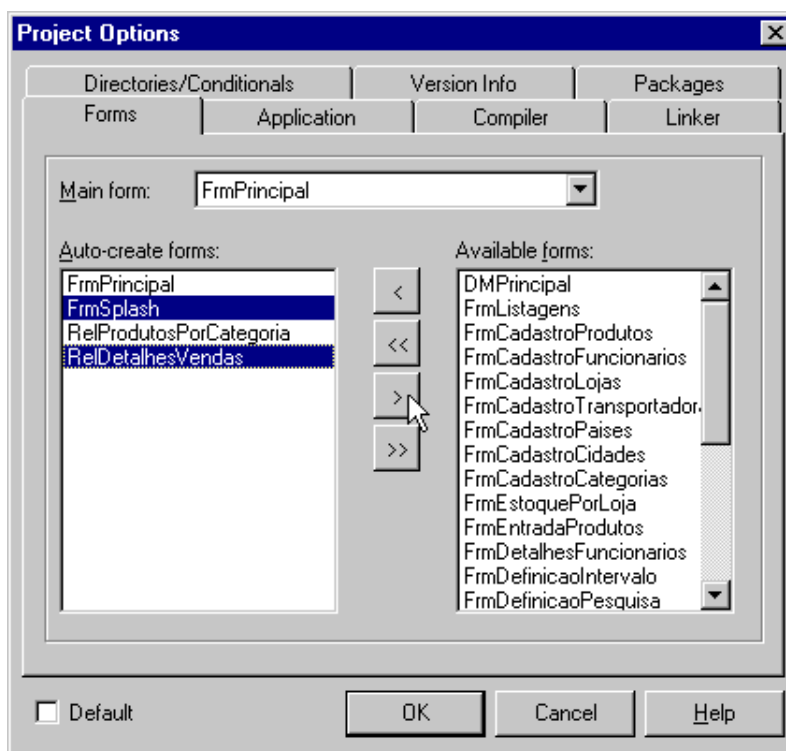 Project Options
Directories/Conditionals
Version Info
Packages
Forms
Application
Compiler
Linker
Main form:
FrmPrincipal
Auto-create forms:
FrmPrincipal
FrmSplash
RelProdutosPorCategoria
RelDetalhesVendas
<
<<
>
>>
Available forms:
DMPrincipal
FrmListagens
FrmCadastroProdutos
FrmCadastroFuncionarios
FrmCadastroLojas
FrmCadastroTransportador
FrmCadastroPaises
FrmCadastroCidades
FrmCadastroCategorias
FrmEstoquePorLoja
FrmEntradaProdutos
FrmDetalhesFuncionarios
FrmDefinicaoIntervalo
FrmDefinicaoPesquisa
Default
OK
Cancel
Help